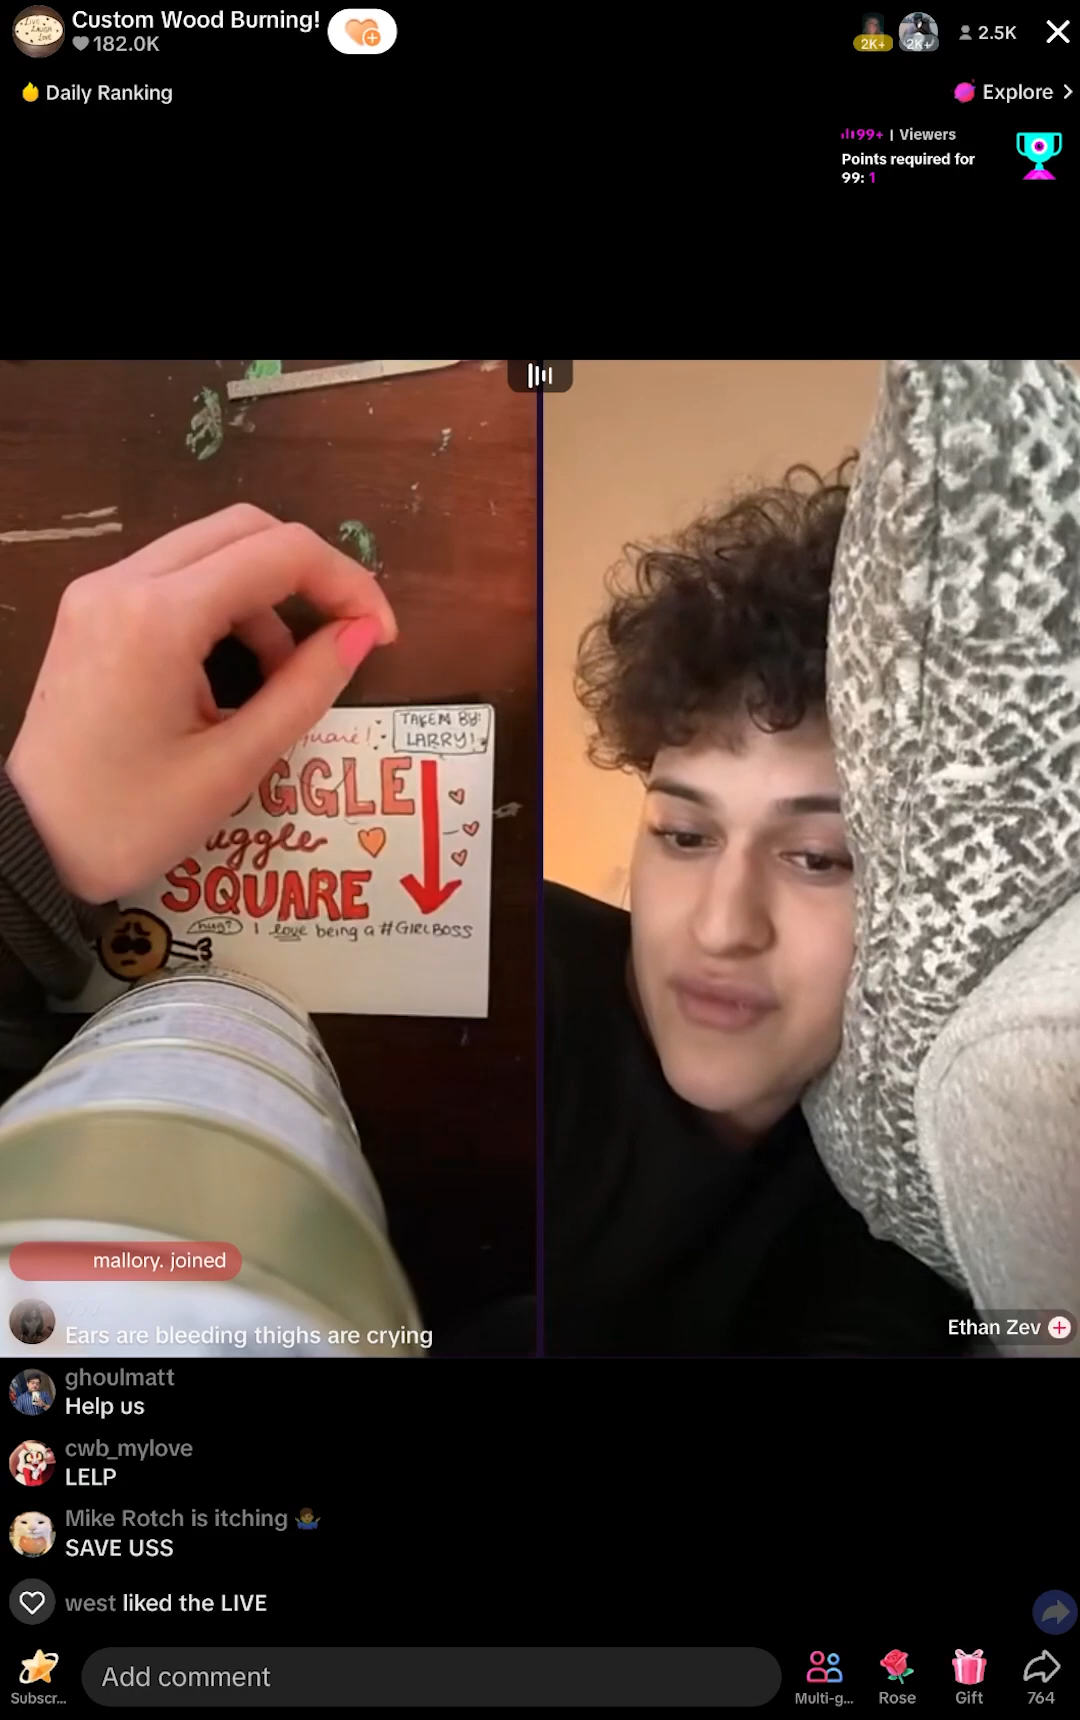 Custom Wood Burning!
182.0K
2K+
2K+
2.5K
Daily Ranking
Explore
99+ | Viewers
Points required for
99: 1
TAKEN BY:
LARRY!
SQUARE
hug?
I love being a #GIRLBOSS
mallory. joined
Ears are bleeding thighs are crying
Ethan Zev
ghoulmatt
Help us
cwb_mylove
LELP
Mike Rotch is itching 🤷‍♂️
SAVE USS
west liked the LIVE
Subscr...
Add comment
Multi-g...
Rose
Gift
764